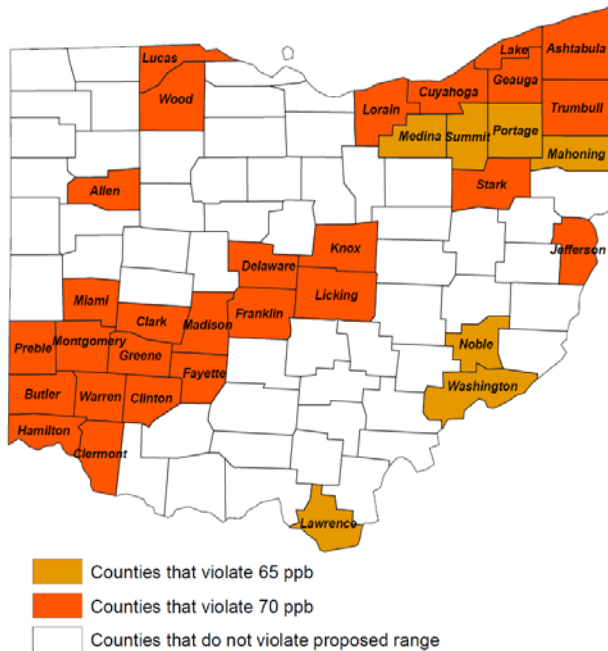 Lake
Ashtabula
Lucas
Geauga
Cuyahoga
Wood
Trumbull
Lorain
Medina
Summit
Portage
Mahoning
Allen
Stark
Knox
Jefferson
Delaware
Miami
Licking
Clark
Madison
Franklin
Preble
Montgomery
Noble
Greene
Fayette
Washington
Butler
Warren
Clinton
Hamilton
Clermont
Lawrence
Counties that violate 65 ppb
Counties that violate 70 ppb
Counties that do not violate proposed range